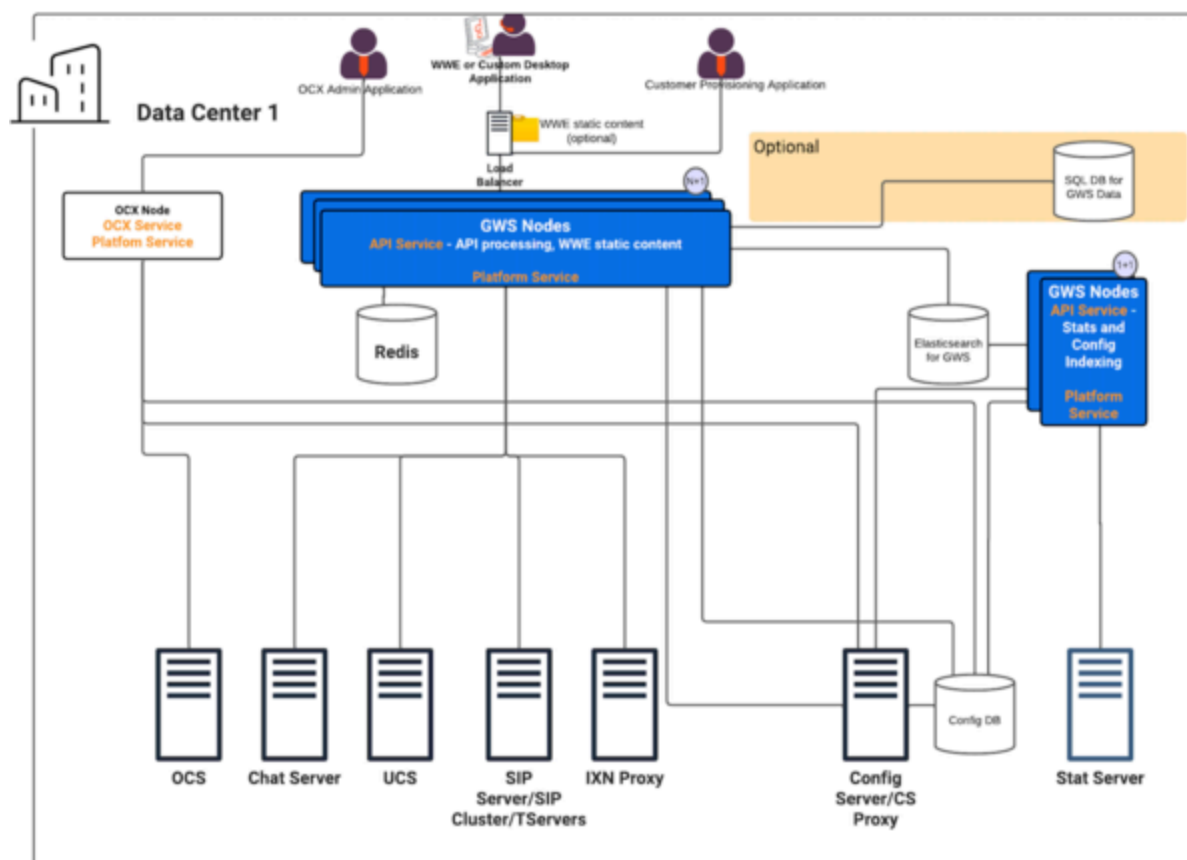 WWE or Custom Desktop
Application
OCX Admin Application
Customer Provisioning Application
Data Center 1
WWE static content
(optional)
Load
Balancer
Optional
SQL DB for
GWS Data
N+1
OCX Node
OCX Service
Platfom Service
GWS Nodes
API Service - API processing, WWE static content
Platform Service
1+1
GWS Nodes
API Service -
Stats and
Config
Indexing
Platform
Service
Redis
Elasticsearch
for GWS
Config DB
OCS
Chat Server
UCS
SIP
Server/SIP
Cluster/TServers
IXN Proxy
Config
Server/CS
Proxy
Stat Server